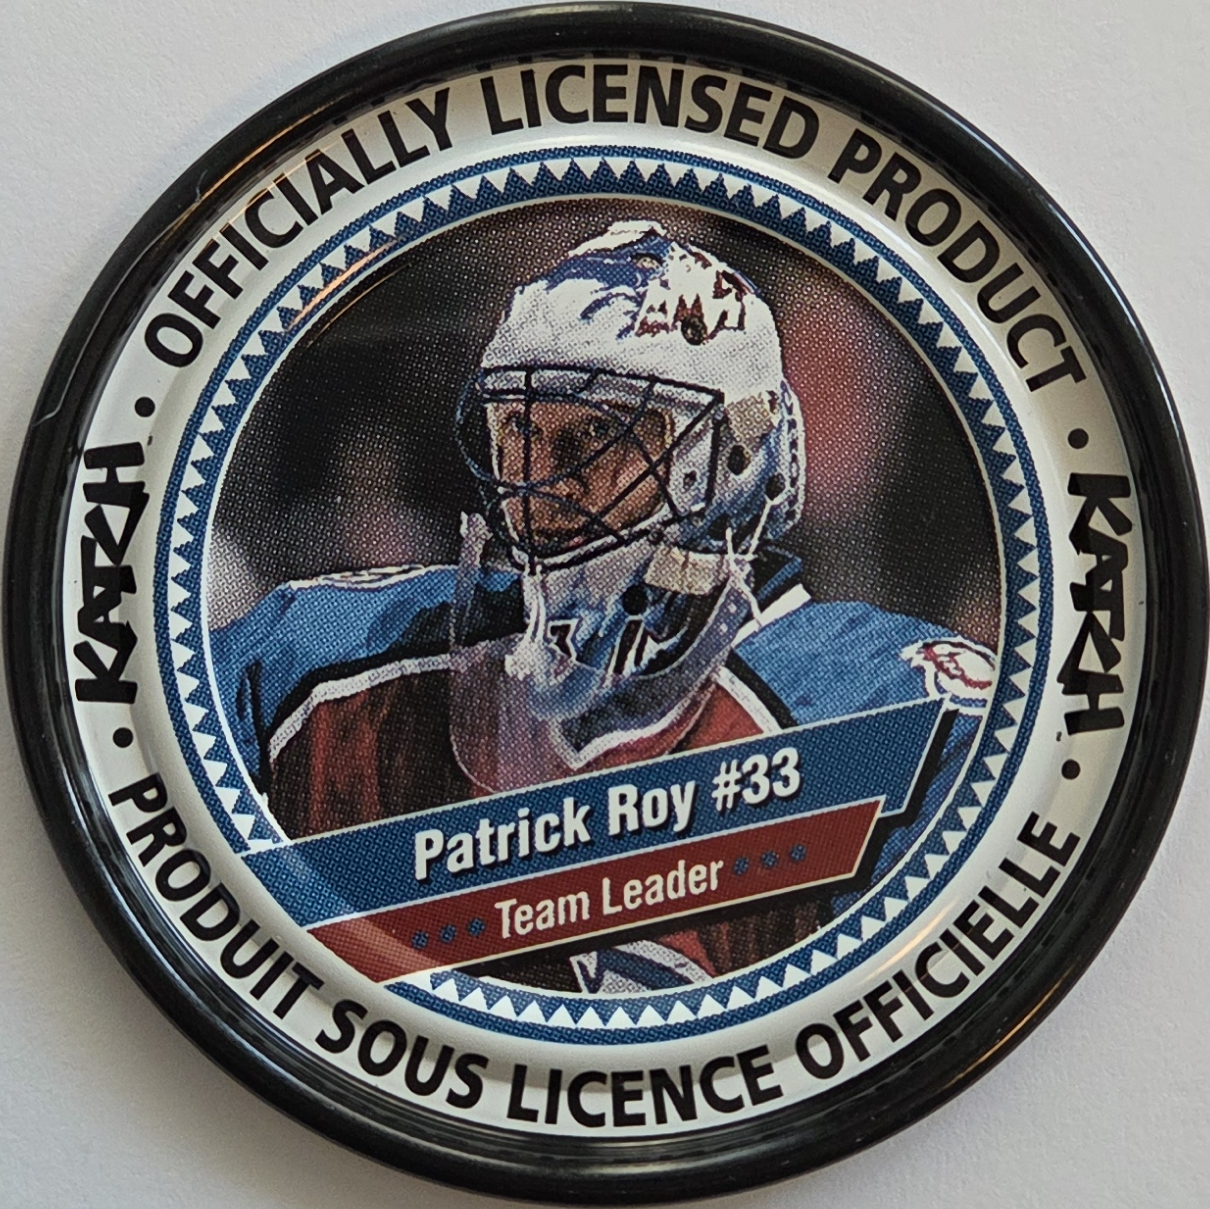 • OFFICIALLY LICENSED PRODUCT •
KATCH
KATCH
Patrick Roy #33
Team Leader
• PRODUIT SOUS LICENCE OFFICIELLE •